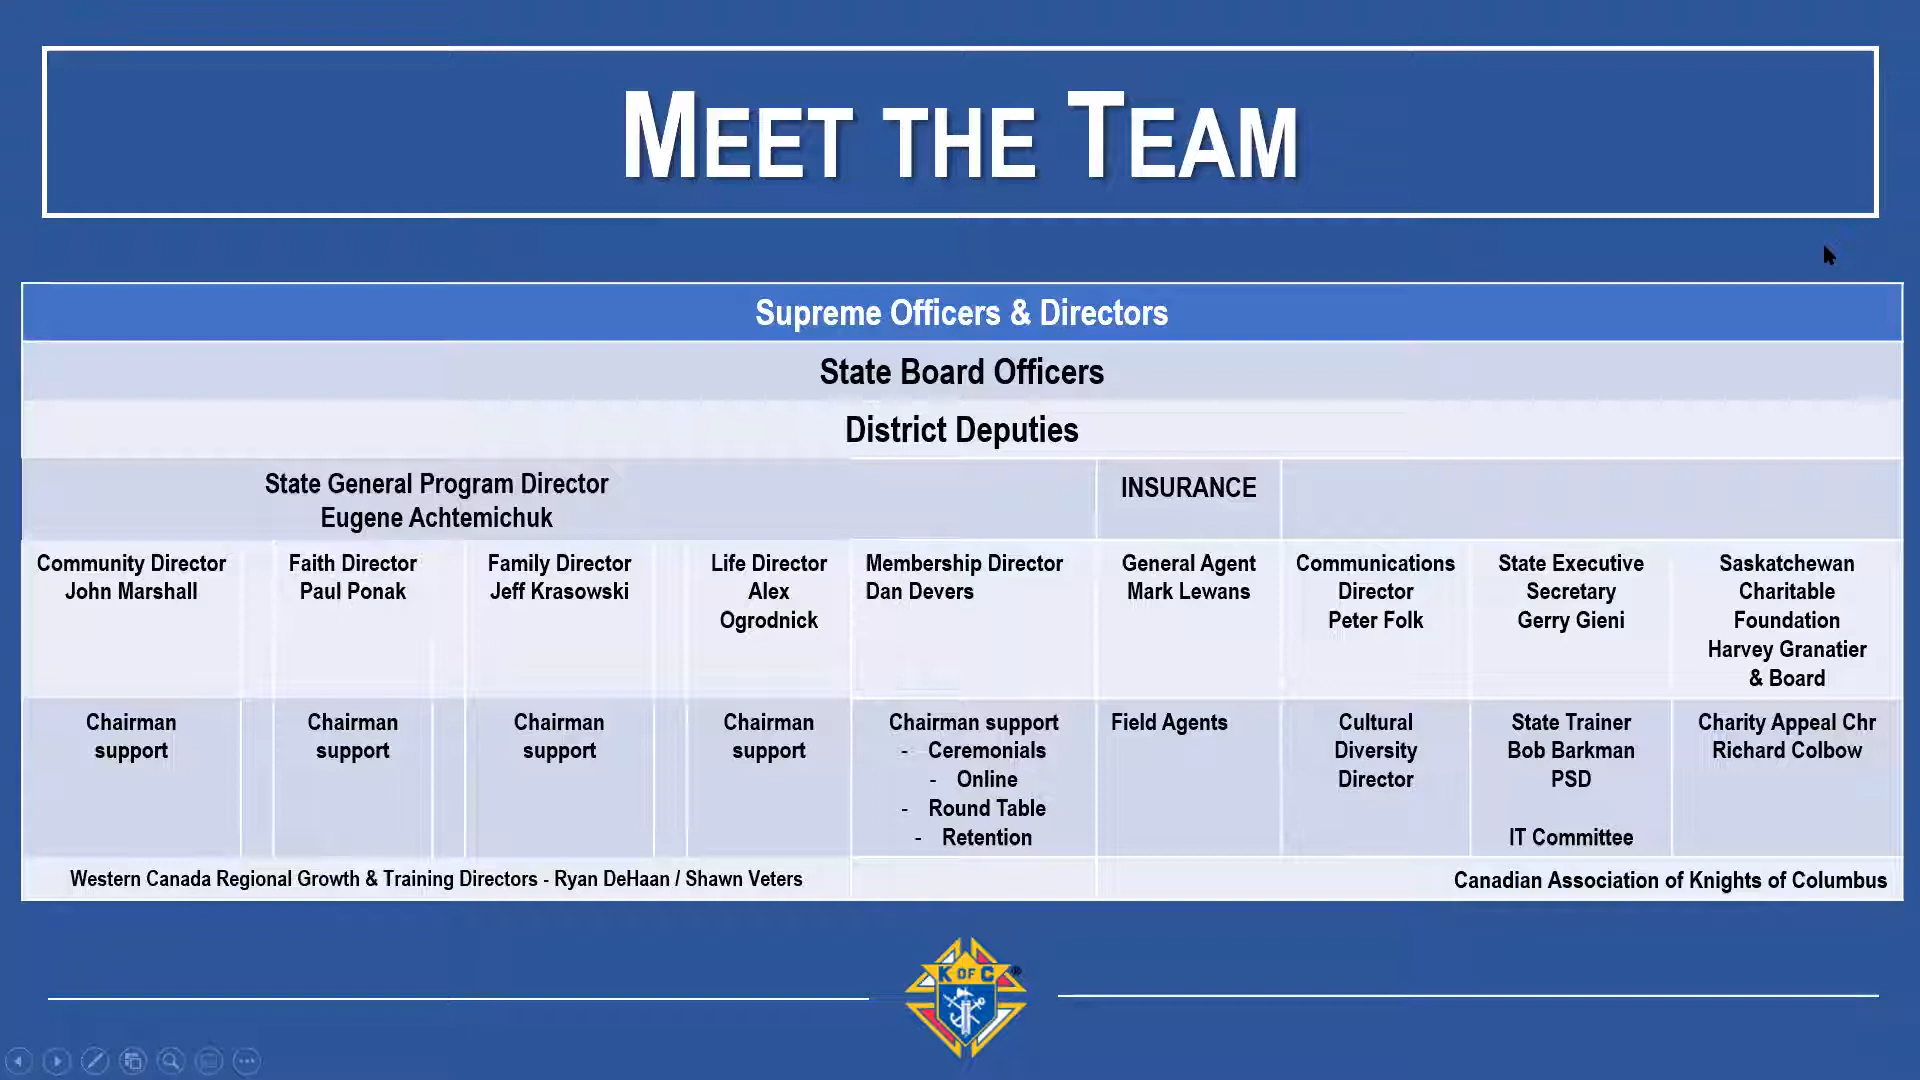 MEET THE TEAM
Supreme Officers & Directors
State Board Officers
District Deputies
State General Program Director
Eugene Achtemichuk
INSURANCE
Community Director
John Marshall
Faith Director
Paul Ponak
Family Director
Jeff Krasowski
Life Director
Alex
Ogrodnick
Membership Director
Dan Devers
General Agent
Mark Lewans
Communications
Director
Peter Folk
State Executive
Secretary
Gerry Gieni
Saskatchewan
Charitable
Foundation
Harvey Granatier
& Board
Chairman
support
Chairman
support
Chairman
support
Chairman
support
Chairman support
- Ceremonials
- Online
- Round Table
- Retention
Field Agents
Cultural
Diversity
Director
State Trainer
Bob Barkman
PSD
IT Committee
Charity Appeal Chr
Richard Colbow
Western Canada Regional Growth & Training Directors - Ryan DeHaan / Shawn Veters
Canadian Association of Knights of Columbus
K OF C ®